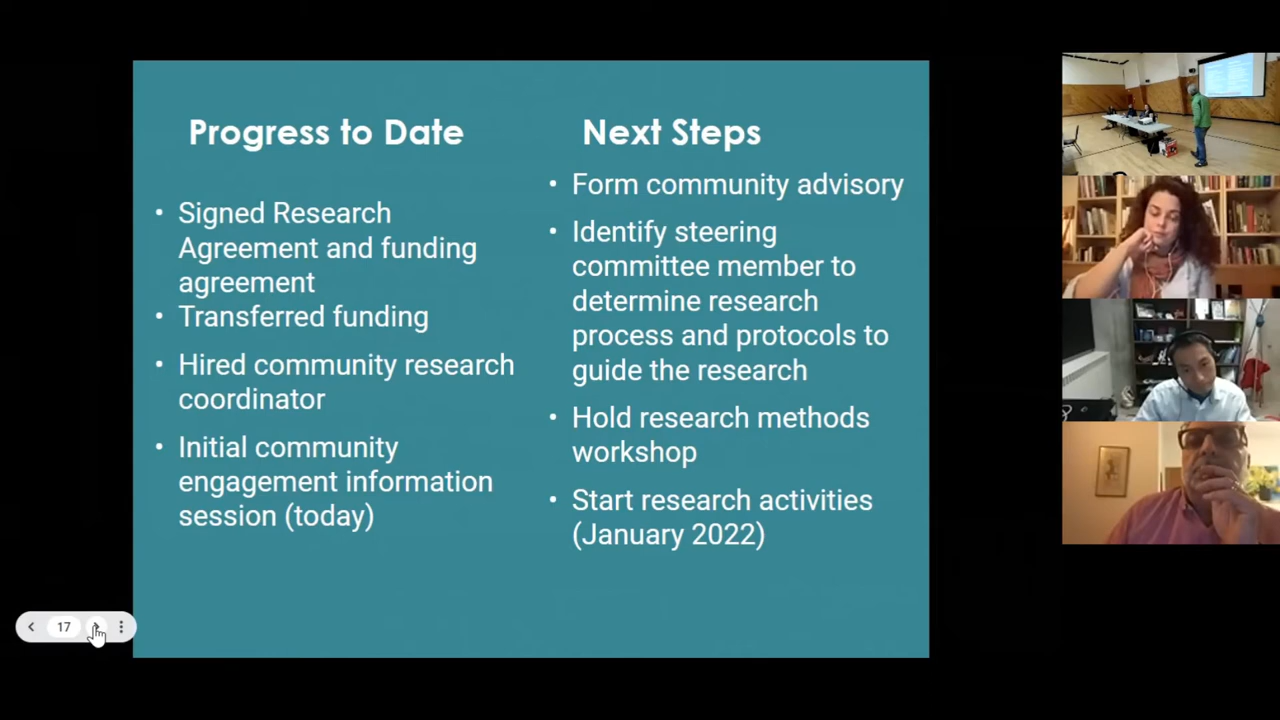 Progress to Date
Signed Research
Agreement and funding
agreement
Transferred funding
Hired community research
coordinator
Initial community
engagement information
session (today)
Next Steps
Form community advisory
Identify steering
committee member to
determine research
process and protocols to
guide the research
Hold research methods
workshop
Start research activities
(January 2022)
17